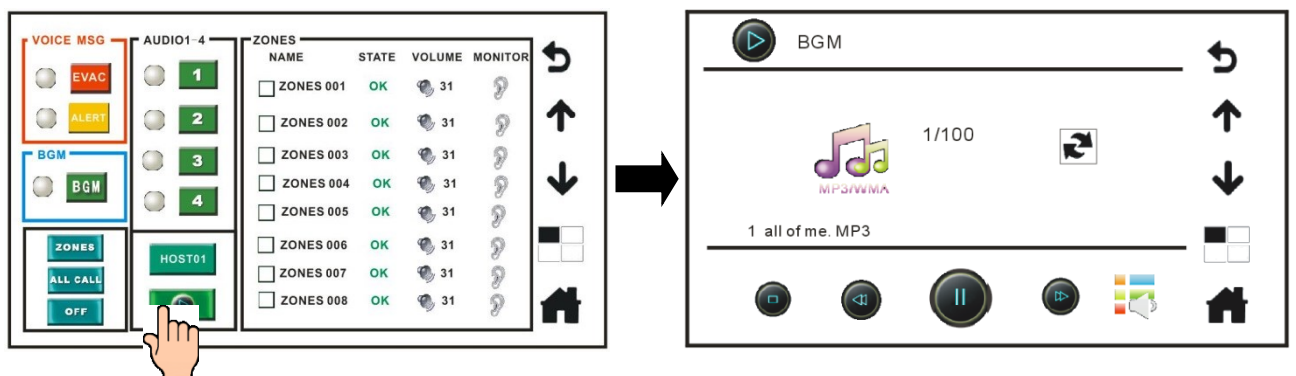 VOICE MSG
EVAC
ALERT
BGM
BGM
ZONES
ALL CALL
OFF
AUDIO1-4
1
2
3
4
HOST01
ZONES
NAME STATE VOLUME MONITOR
ZONES 001 OK 31
ZONES 002 OK 31
ZONES 003 OK 31
ZONES 004 OK 31
ZONES 005 OK 31
ZONES 006 OK 31
ZONES 007 OK 31
ZONES 008 OK 31
BGM
1/100
MP3/WMA
1 all of me. MP3